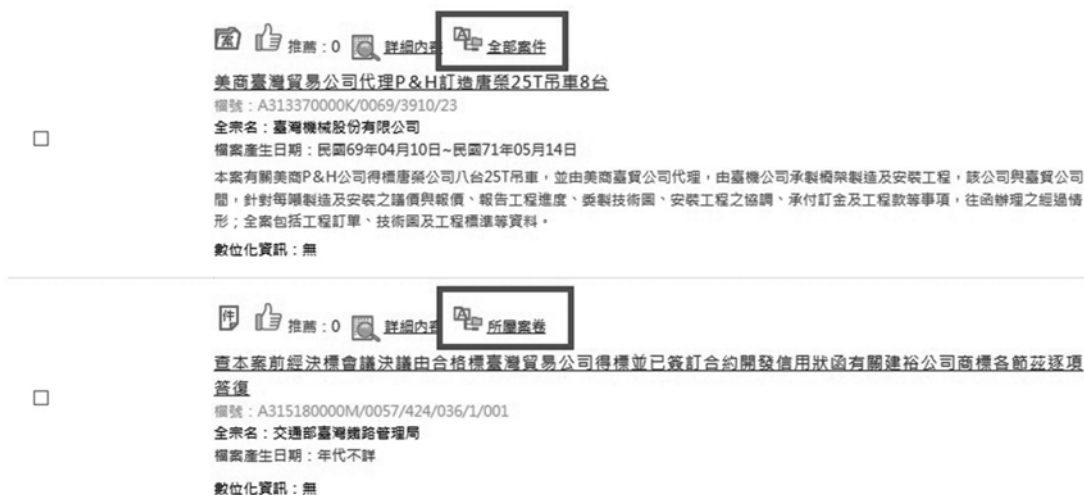 案 推薦：0 詳細內容 全部案件
美商臺灣貿易公司代理P&H訂造唐榮25T吊車8台
檔號：A313370000K/0069/3910/23
全宗名：臺灣機械股份有限公司
檔案產生日期：民國69年04月10日~民國71年05月14日
本案有關美商P&H公司得標唐榮公司八台25T吊車，並由美商臺貿公司代理，由臺機公司承製橋架製造及安裝工程，該公司與臺貿公司
間，針對每噸製造及安裝之議價與報價、報告工程進度、委製技術圖、安裝工程之協調、承付訂金及工程款等事項，往函辦理之經過情
形；全案包括工程訂單、技術圖及工程標準等資料。
數位化資訊：無
件 推薦：0 詳細內容 所屬案卷
查本案前經決標會議決議由合格標臺灣貿易公司得標並已簽訂合約開發信用狀函有關建裕公司商標各節茲逐項
答復
檔號：A315180000M/0057/424/036/1/001
全宗名：交通部臺灣鐵路管理局
檔案產生日期：年代不詳
數位化資訊：無